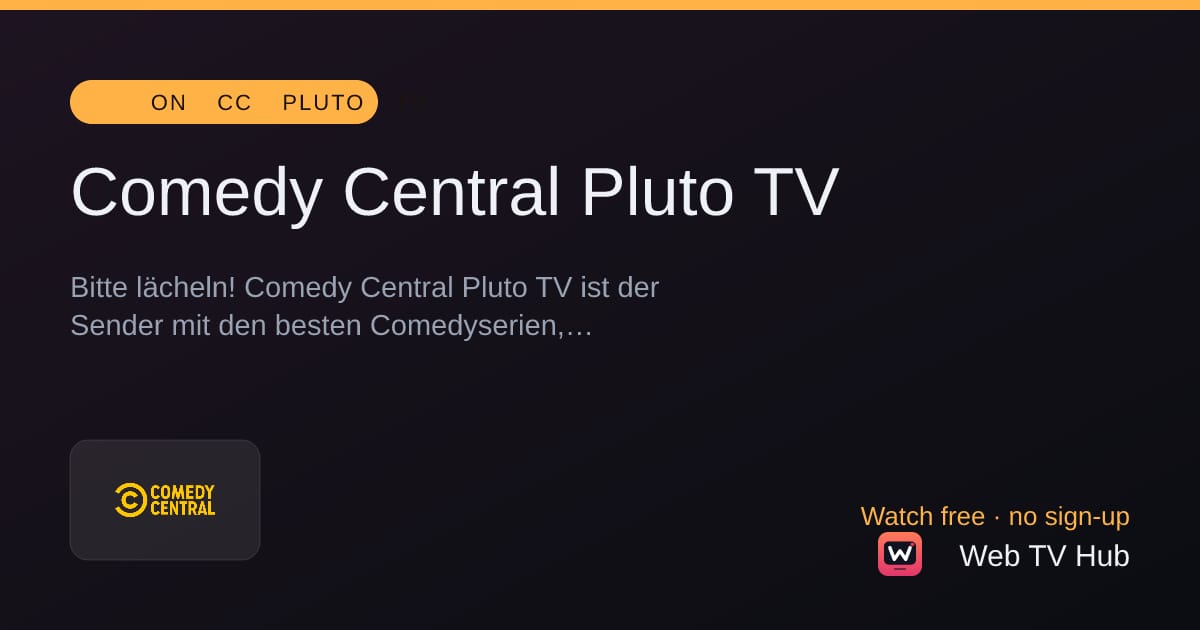 ON CC PLUTO
Comedy Central Pluto TV
Bitte lächeln! Comedy Central Pluto TV ist der
Sender mit den besten Comedyserien,…
COMEDY
CENTRAL
Watch free · no sign-up
W
Web TV Hub